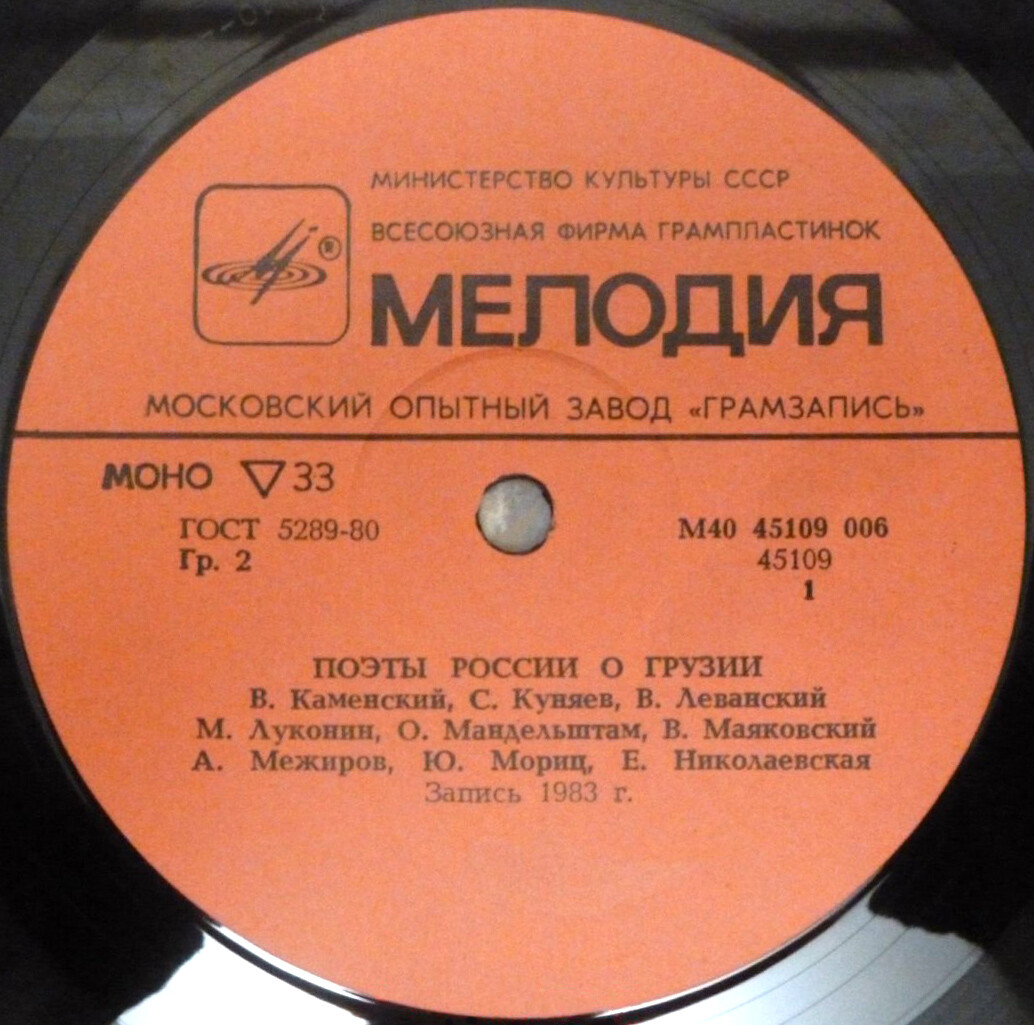 МИНИСТЕРСТВО КУЛЬТУРЫ СССР
ВСЕСОЮЗНАЯ ФИРМА ГРАМПЛАСТИНОК
®
МЕЛОДИЯ
МОСКОВСКИЙ ОПЫТНЫЙ ЗАВОД «ГРАМЗАПИСЬ»
МОНО ▽ 33
ГОСТ 5289-80
Гр. 2
М40 45109 006
45109
1
ПОЭТЫ РОССИИ О ГРУЗИИ
В. Каменский, С. Куняев, В. Леванский
М. Луконин, О. Мандельштам, В. Маяковский
А. Межиров, Ю. Мориц, Е. Николаевская
Запись 1983 г.